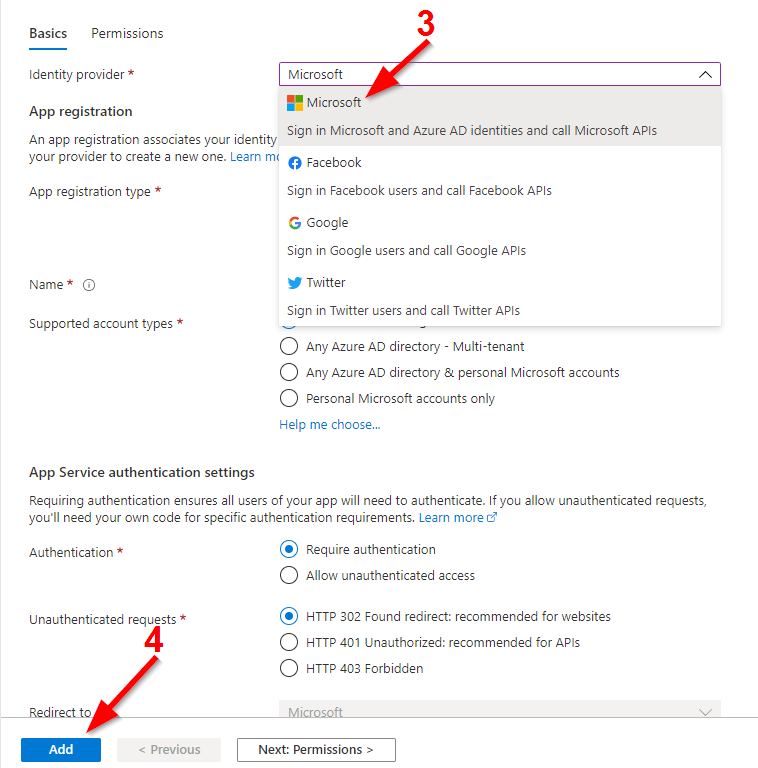 3
Basics Permissions
Identity provider * Microsoft
Microsoft
App registration
Sign in Microsoft and Azure AD identities and call Microsoft APIs
An app registration associates your identity
your provider to create a new one. Learn
Facebook
App registration type *
Sign in Facebook users and call Facebook APIs
Google
Sign in Google users and call Google APIs
Name *
Twitter
Sign in Twitter users and call Twitter APIs
Supported account types *
Any Azure AD directory - Multi-tenant
Any Azure AD directory & personal Microsoft accounts
Personal Microsoft accounts only
Help me choose...
App Service authentication settings
Requiring authentication ensures all users of your app will need to authenticate. If you allow unauthenticated requests,
you'll need your own code for specific authentication requirements. Learn more
Authentication * Require authentication
Allow unauthenticated access
Unauthenticated requests * HTTP 302 Found redirect: recommended for websites
4
HTTP 401 Unauthorized: recommended for APIs
HTTP 403 Forbidden
Redirect to Microsoft
Add < Previous Next: Permissions >